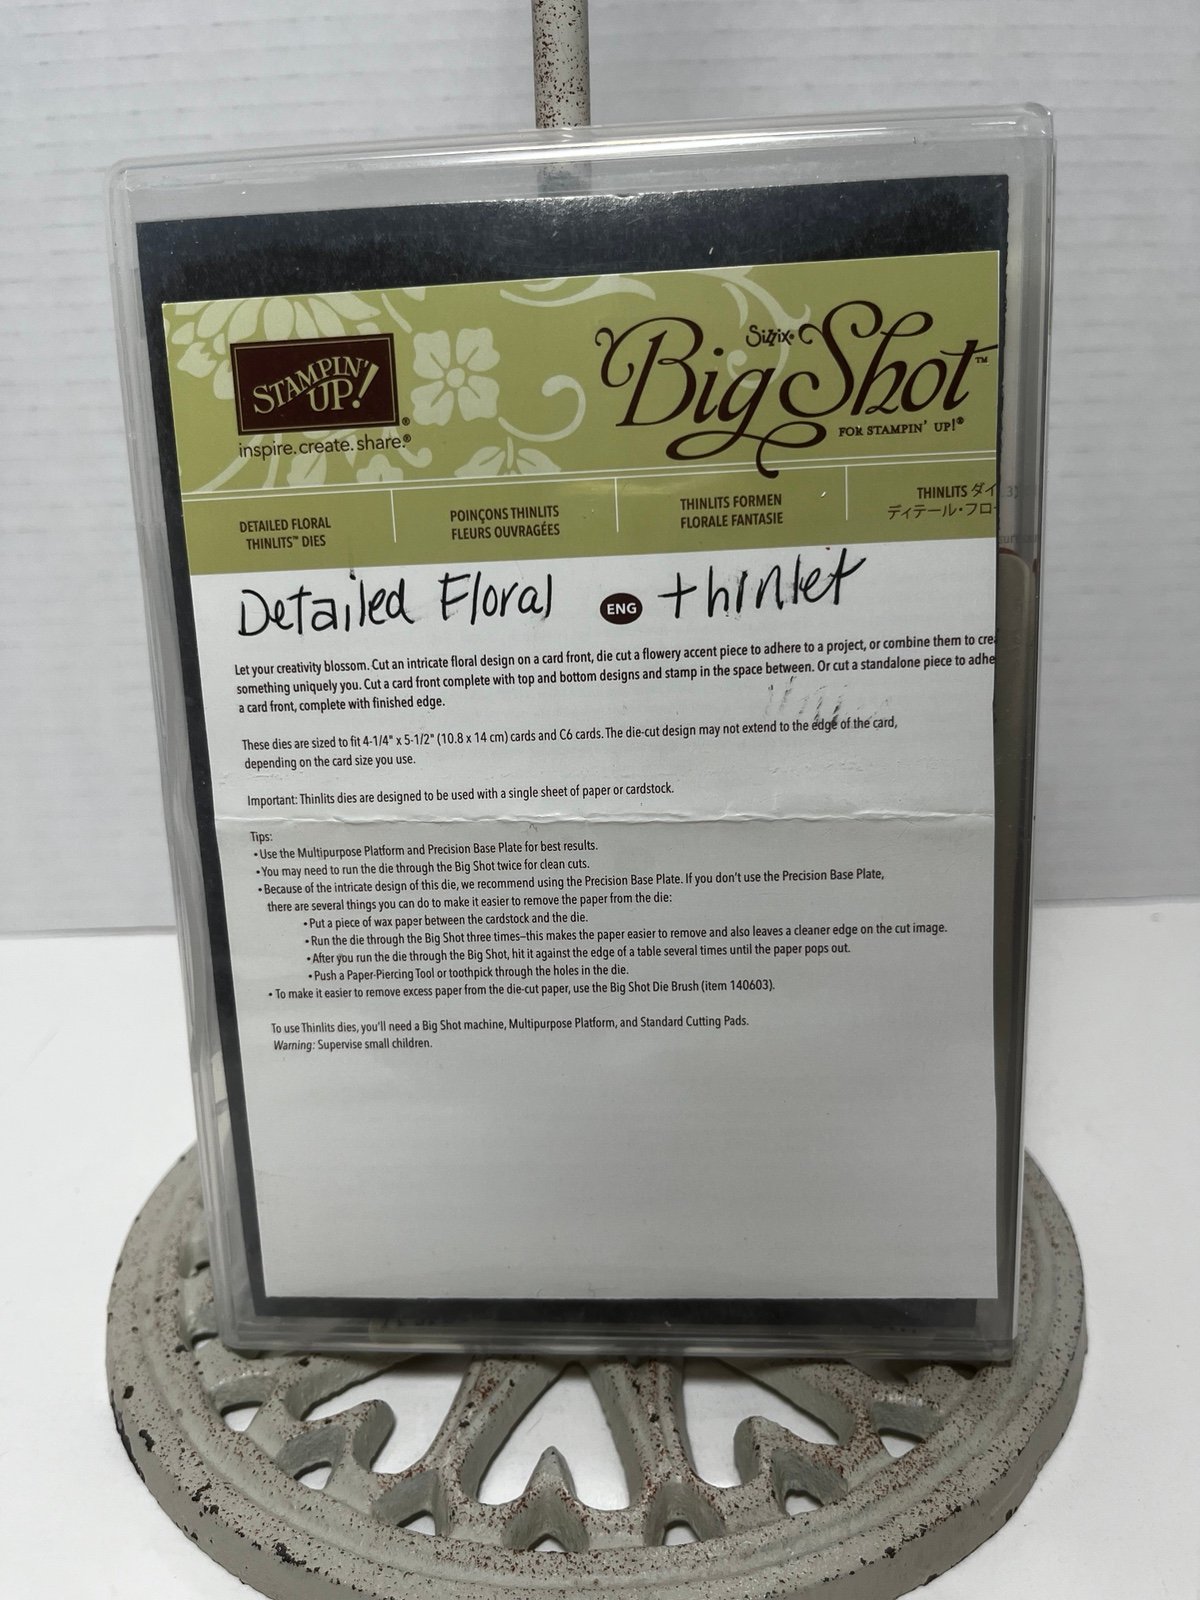 STAMPIN' UP!®
inspire.create.share.®
Sizzix®
Big Shot™
FOR STAMPIN' UP!®
DETAILED FLORAL
THINLITS™ DIES
POINÇONS THINLITS
FLEURS OUVRAGÉES
THINLITS FORMEN
FLORALE FANTASIE
THINLITS ダイ
ディテール・フロ
Detailed Floral ENG thinlet
Let your creativity blossom. Cut an intricate floral design on a card front, die cut a flowery accent piece to adhere to a project, or combine them to crea
something uniquely you. Cut a card front complete with top and bottom designs and stamp in the space between. Or cut a standalone piece to adhe
a card front, complete with finished edge.
These dies are sized to fit 4-1/4" x 5-1/2" (10.8 x 14 cm) cards and C6 cards. The die-cut design may not extend to the edge of the card,
depending on the card size you use.
Important: Thinlits dies are designed to be used with a single sheet of paper or cardstock.
Tips:
• Use the Multipurpose Platform and Precision Base Plate for best results.
• You may need to run the die through the Big Shot twice for clean cuts.
• Because of the intricate design of this die, we recommend using the Precision Base Plate. If you don't use the Precision Base Plate,
there are several things you can do to make it easier to remove the paper from the die:
• Put a piece of wax paper between the cardstock and the die.
• Run the die through the Big Shot three times—this makes the paper easier to remove and also leaves a cleaner edge on the cut image.
• After you run the die through the Big Shot, hit it against the edge of a table several times until the paper pops out.
• Push a Paper-Piercing Tool or toothpick through the holes in the die.
• To make it easier to remove excess paper from the die-cut paper, use the Big Shot Die Brush (item 140603).
To use Thinlits dies, you'll need a Big Shot machine, Multipurpose Platform, and Standard Cutting Pads.
Warning: Supervise small children.